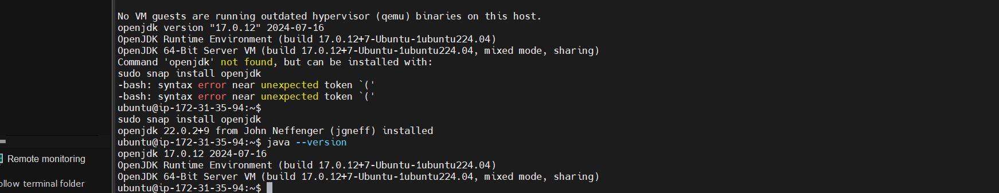 No VM guests are running outdated hypervisor (qemu) binaries on this host.
openjdk version "17.0.12" 2024-07-16
OpenJDK Runtime Environment (build 17.0.12+7-Ubuntu-1ubuntu224.04)
OpenJDK 64-Bit Server VM (build 17.0.12+7-Ubuntu-1ubuntu224.04, mixed mode, sharing)
Command 'openjdk' not found, but can be installed with:
sudo snap install openjdk
-bash: syntax error near unexpected token `('
-bash: syntax error near unexpected token `('
ubuntu@ip-172-31-35-94:~$
sudo snap install openjdk
openjdk 22.0.2+9 from John Neffenger (jgneff) installed
ubuntu@ip-172-31-35-94:~$ java --version
openjdk 17.0.12 2024-07-16
OpenJDK Runtime Environment (build 17.0.12+7-Ubuntu-1ubuntu224.04)
OpenJDK 64-Bit Server VM (build 17.0.12+7-Ubuntu-1ubuntu224.04, mixed mode, sharing)
ubuntu@ip-172-31-35-94:~$
Remote monitoring
ollow terminal folder